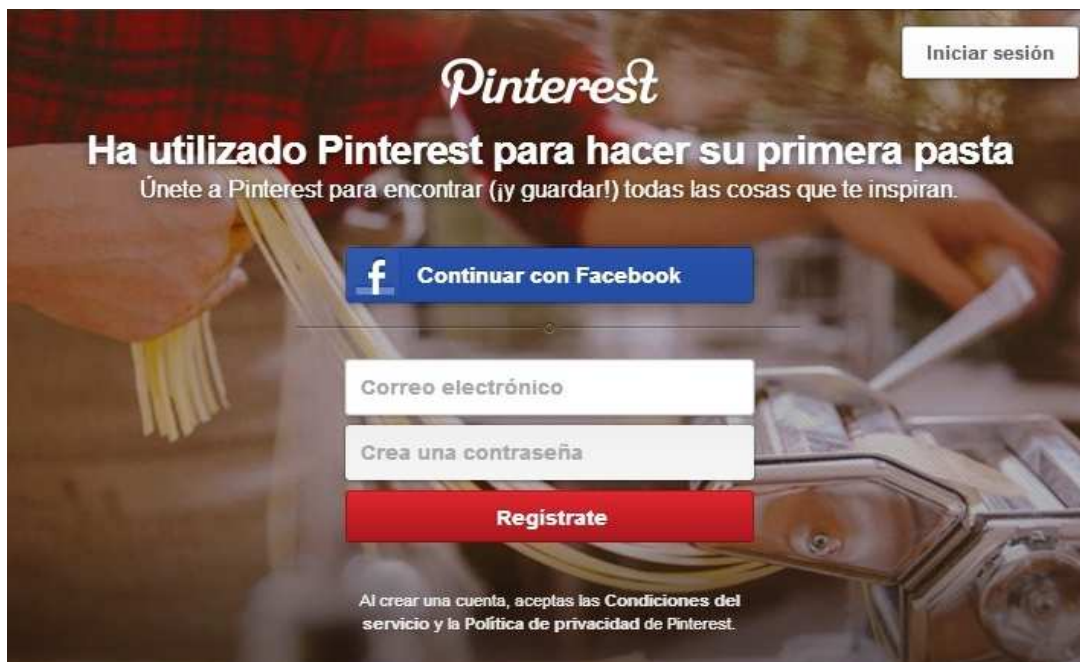 Iniciar sesión
Pinterest
Ha utilizado Pinterest para hacer su primera pasta
Únete a Pinterest para encontrar (¡y guardar!) todas las cosas que te inspiran.
f Continuar con Facebook
o
Correo electrónico
Crea una contraseña
Regístrate
Al crear una cuenta, aceptas las Condiciones del
servicio y la Política de privacidad de Pinterest.